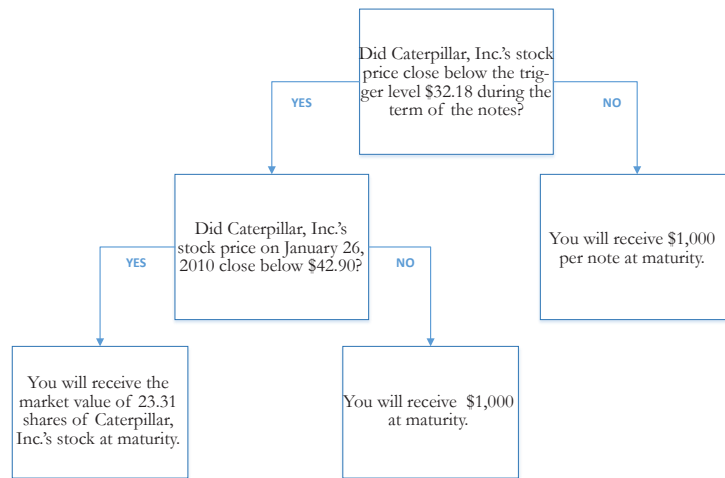 Did Caterpillar, Inc.'s stock
price close below the trig-
ger level $32.18 during the
term of the notes?
YES
NO
Did Caterpillar, Inc.'s
stock price on January 26,
2010 close below $42.90?
You will receive $1,000
per note at maturity.
YES
NO
You will receive the
market value of 23.31
shares of Caterpillar,
Inc.'s stock at maturity.
You will receive $1,000
at maturity.